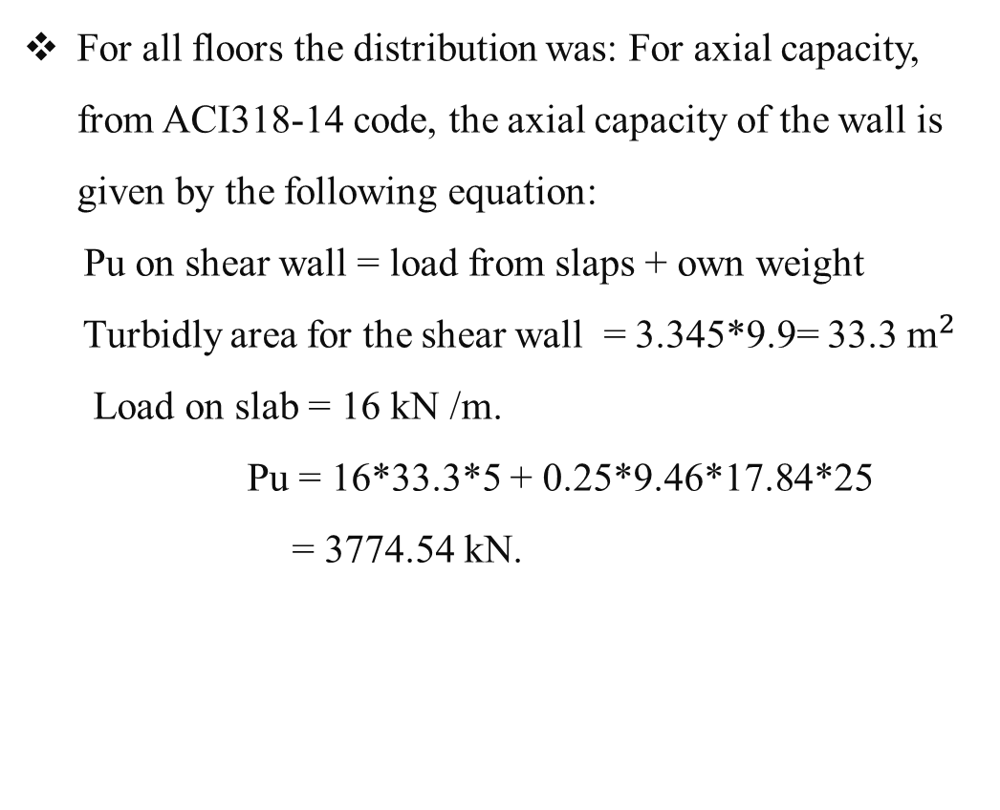 ❖ For all floors the distribution was: For axial capacity,
from ACI318-14 code, the axial capacity of the wall is
given by the following equation:
Pu on shear wall = load from slaps + own weight
Turbidly area for the shear wall = 3.345*9.9= 33.3 m²
Load on slab = 16 kN /m.
Pu = 16*33.3*5 + 0.25*9.46*17.84*25
= 3774.54 kN.